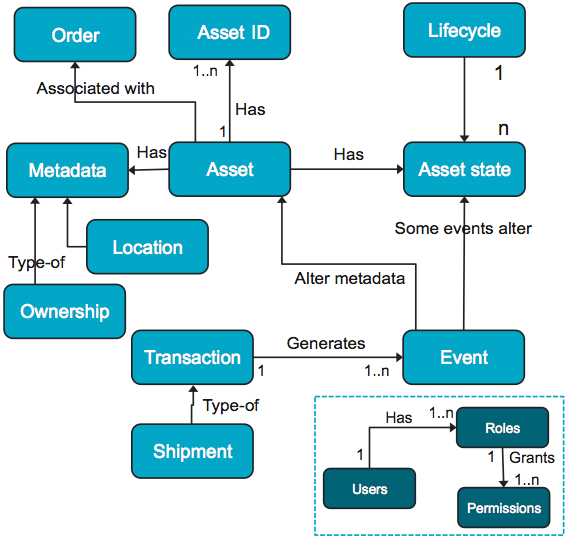 Order
Asset ID
Lifecycle
1..n
1
Associated with
Has
1
n
Metadata
Has
Asset
Has
Asset state
Location
Some events alter
Type-of
Alter metadata
Ownership
Transaction
Generates
Event
1
1..n
Type-of
Shipment
Has
1..n
Roles
1
1
Grants
1..n
Users
Permissions